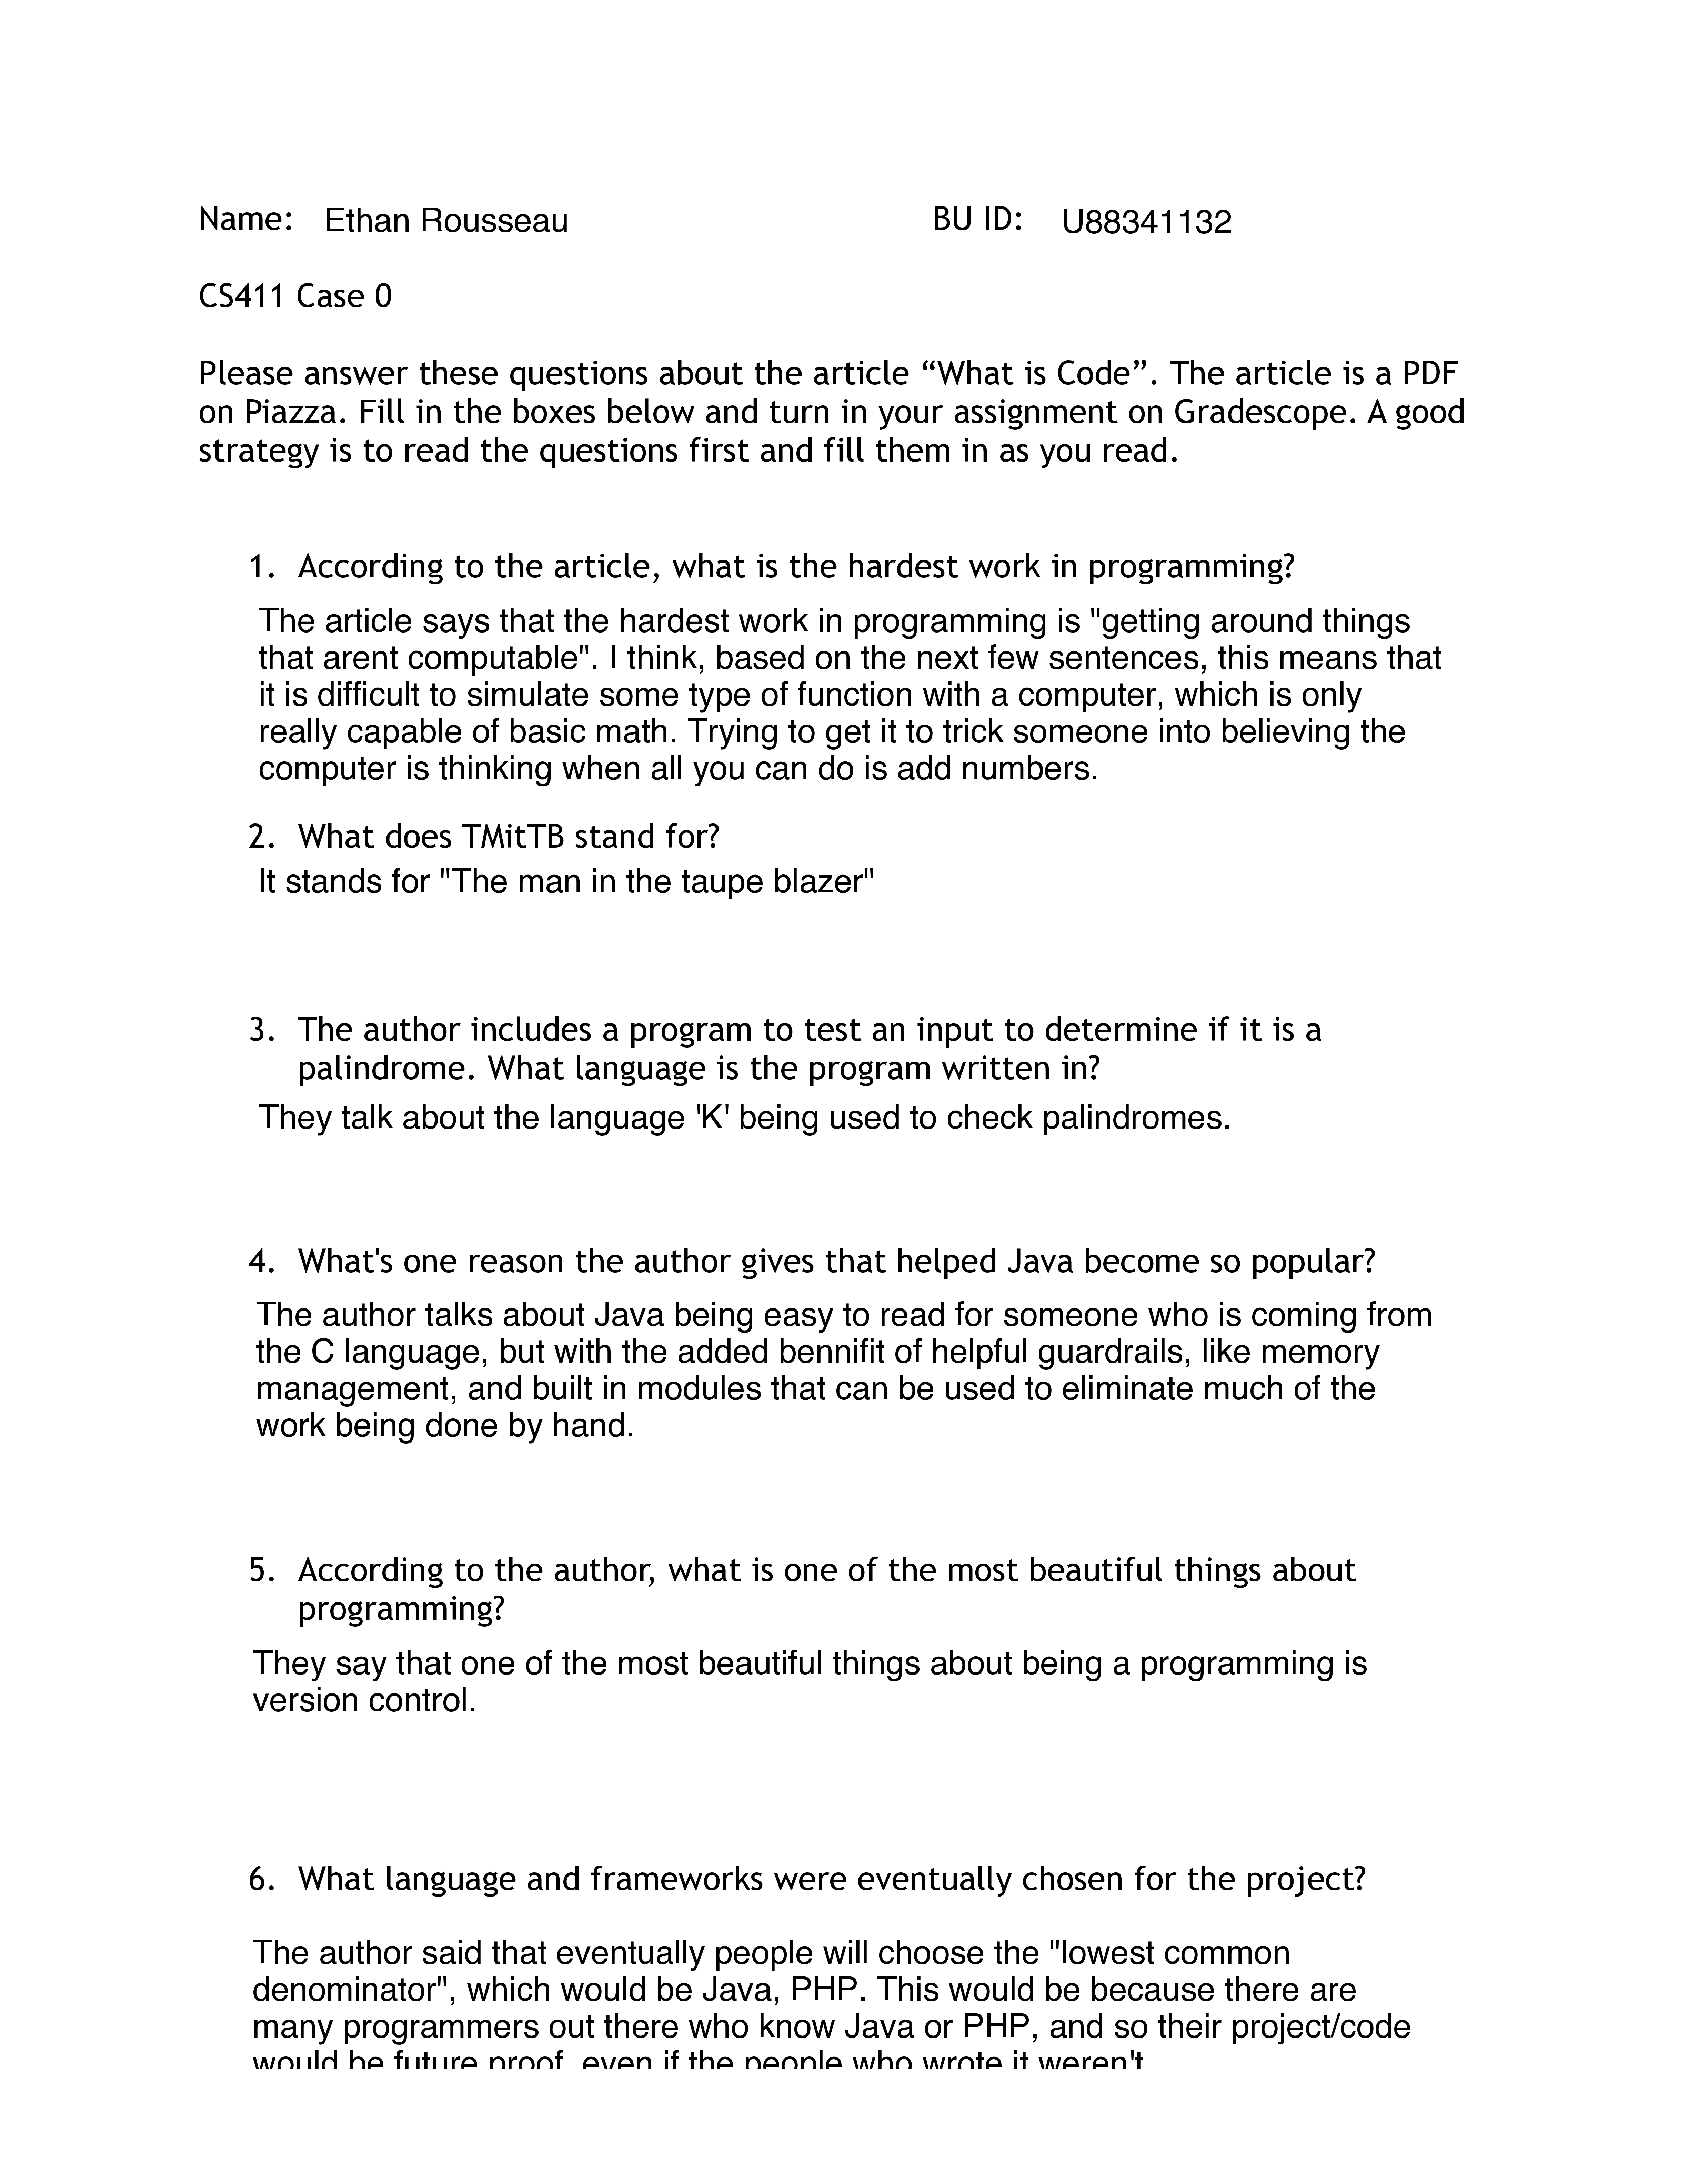 Name: Ethan Rousseau BU ID: U88341132
CS411 Case 0
Please answer these questions about the article “What is Code”. The article is a PDF
on Piazza. Fill in the boxes below and turn in your assignment on Gradescope. A good
strategy is to read the questions first and fill them in as you read.
1. According to the article, what is the hardest work in programming?
The article says that the hardest work in programming is "getting around things
that arent computable". I think, based on the next few sentences, this means that
it is difficult to simulate some type of function with a computer, which is only
really capable of basic math. Trying to get it to trick someone into believing the
computer is thinking when all you can do is add numbers.
2. What does TMitTB stand for?
It stands for "The man in the taupe blazer"
3. The author includes a program to test an input to determine if it is a
palindrome. What language is the program written in?
They talk about the language 'K' being used to check palindromes.
4. What's one reason the author gives that helped Java become so popular?
The author talks about Java being easy to read for someone who is coming from
the C language, but with the added bennifit of helpful guardrails, like memory
management, and built in modules that can be used to eliminate much of the
work being done by hand.
5. According to the author, what is one of the most beautiful things about
programming?
They say that one of the most beautiful things about being a programming is
version control.
6. What language and frameworks were eventually chosen for the project?
The author said that eventually people will choose the "lowest common
denominator", which would be Java, PHP. This would be because there are
many programmers out there who know Java or PHP, and so their project/code
would be future proof, even if the people who wrote it weren't